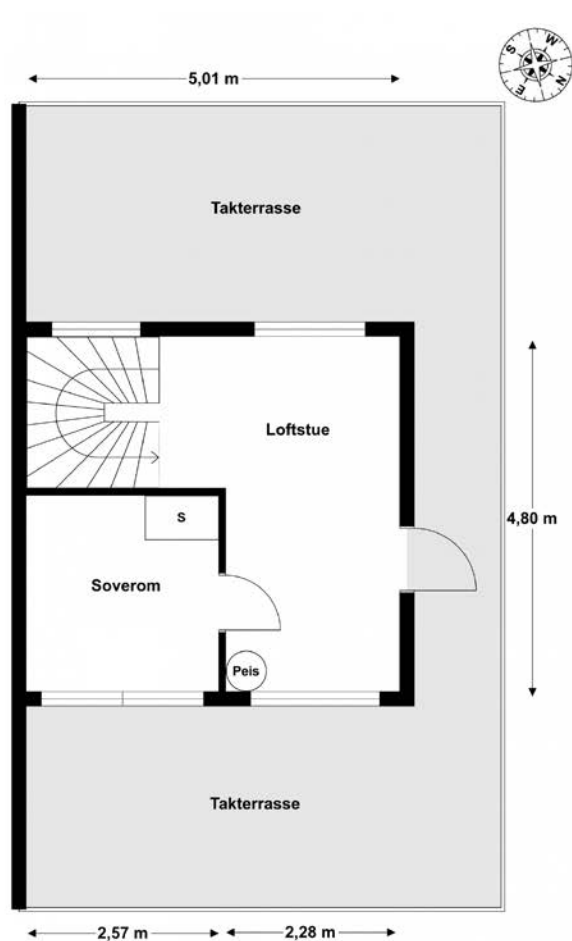 5,01 m
S
W
E
N
Takterrasse
Loftstue
4,80 m
S
Soverom
Peis
Takterrasse
2,57 m
2,28 m